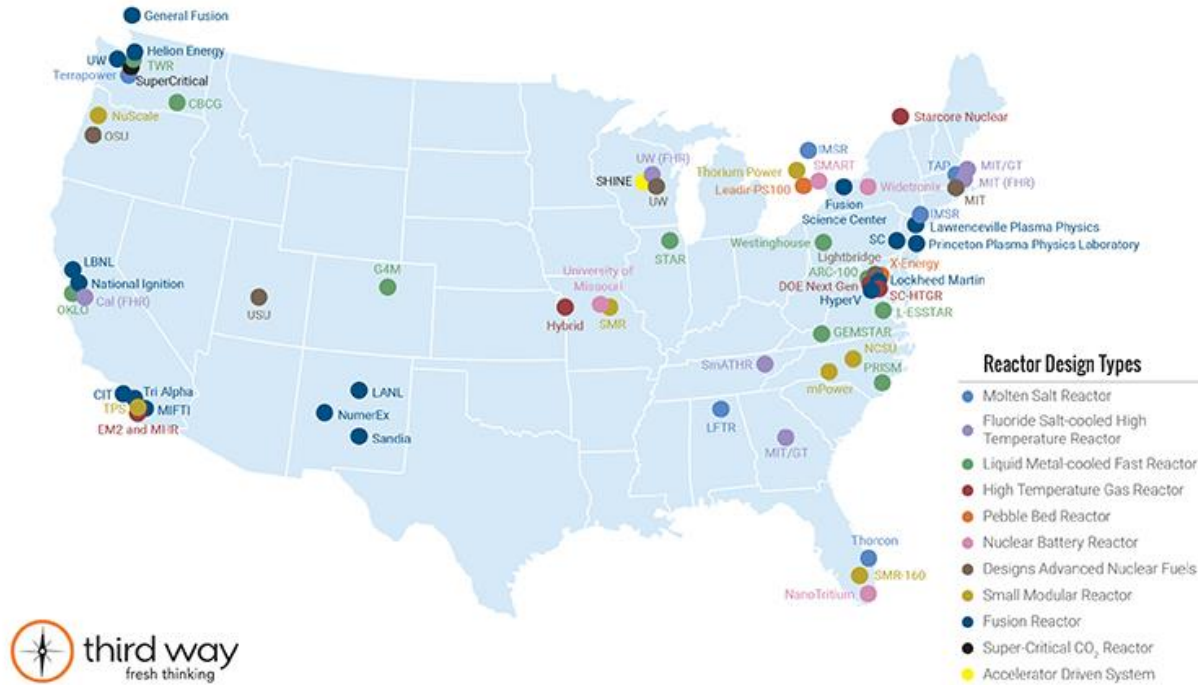 General Fusion
Helion Energy
UW
TWR
Terrapower
SuperCritical
CBCG
NuScale
OSU
Starcore Nuclear
IMSR
UW (FHR)
Thorium Power
SMART
TAP
MIT/GT
SHINE
Leadir-PS100
Widetronix
MIT (FHR)
UW
MIT
Fusion
Science Center
IMSR
Lawrenceville Plasma Physics
Westinghouse
SC
Princeton Plasma Physics Laboratory
STAR
Lightbridge
X-Energy
LBNL
G4M
University of
Missouri
ARC-100
Lockheed Martin
National Ignition
DOE Next Gen
Cal (FHR)
HyperV
SC-HTGR
OKLO
USU
Hybrid
SMR
J-ESSTAR
GEMSTAR
NCSU
SmATHR
PRISM
mPower
CIT
Tri Alpha
LANL
TPS
MIFTI
NumerEx
EM2 and MHR
Sandia
LFTR
MIT/GT
Thorcon
SMR-160
NanoTritium
Reactor Design Types
Molten Salt Reactor
Fluoride Salt-cooled High
Temperature Reactor
Liquid Metal-cooled Fast Reactor
High Temperature Gas Reactor
Pebble Bed Reactor
Nuclear Battery Reactor
Designs Advanced Nuclear Fuels
Small Modular Reactor
Fusion Reactor
Super-Critical CO₂ Reactor
Accelerator Driven System
third way
fresh thinking